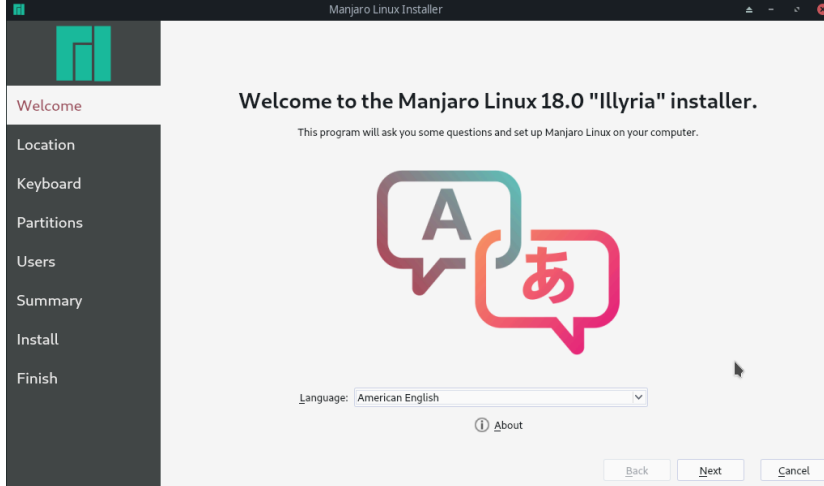 Manjaro Linux Installer
Welcome
Location
Keyboard
Partitions
Users
Summary
Install
Finish
Welcome to the Manjaro Linux 18.0 "Illyria" installer.
This program will ask you some questions and set up Manjaro Linux on your computer.
A
あ
Language: American English
About
Back Next Cancel